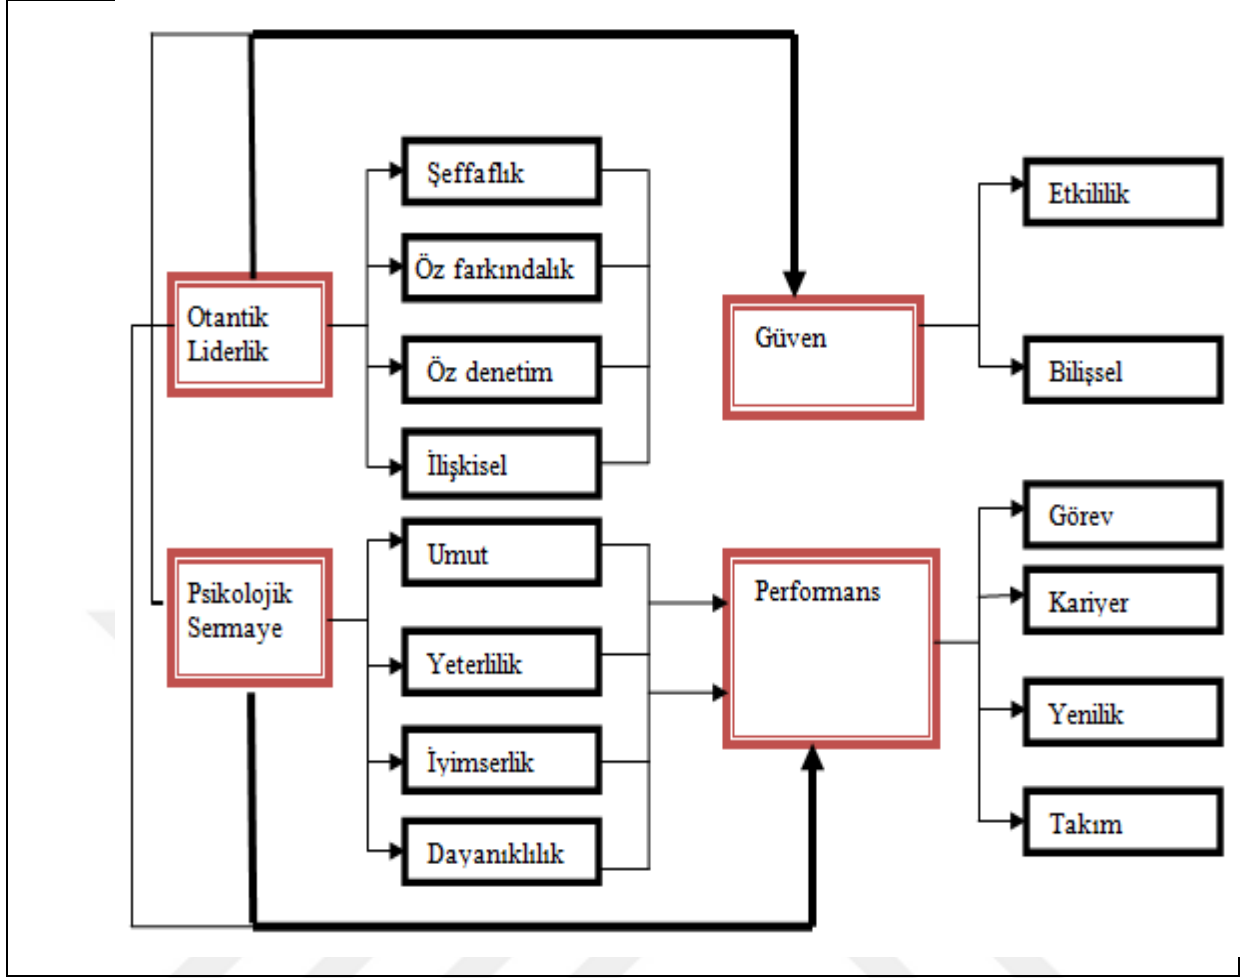 Şeffaflık
Öz farkındalık
Öz denetim
İlişkisel
Otantik
Liderlik
Güven
Etkililik
Bilişsel
Psikolojik
Sermaye
Umut
Yeterlilik
İyimserlik
Dayanıklılık
Performans
Görev
Kariyer
Yenilik
Takım